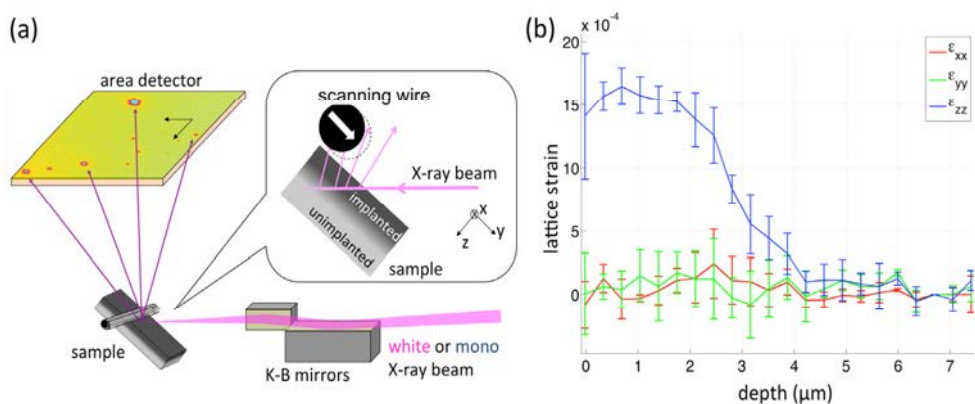 (a)
area detector
scanning wire
X-ray beam
implanted
unimplanted
sample
x
z
y
sample
K-B mirrors
white or mono
X-ray beam
(b)
x 10⁻⁴
20
15
10
5
0
lattice strain
0 1 2 3 4 5 6 7
depth (μm)
εxx
εyy
εzz